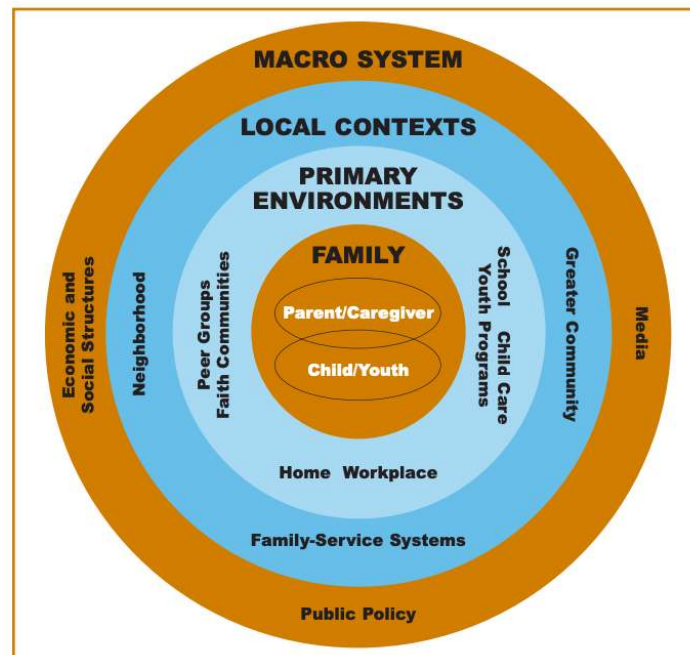 MACRO SYSTEM
LOCAL CONTEXTS
PRIMARY
ENVIRONMENTS
FAMILY
Parent/Caregiver
Child/Youth
Economic and
Social Structures
Neighborhood
Peer Groups
Faith Communities
School Child Care
Youth Programs
Greater Community
Media
Home Workplace
Family-Service Systems
Public Policy